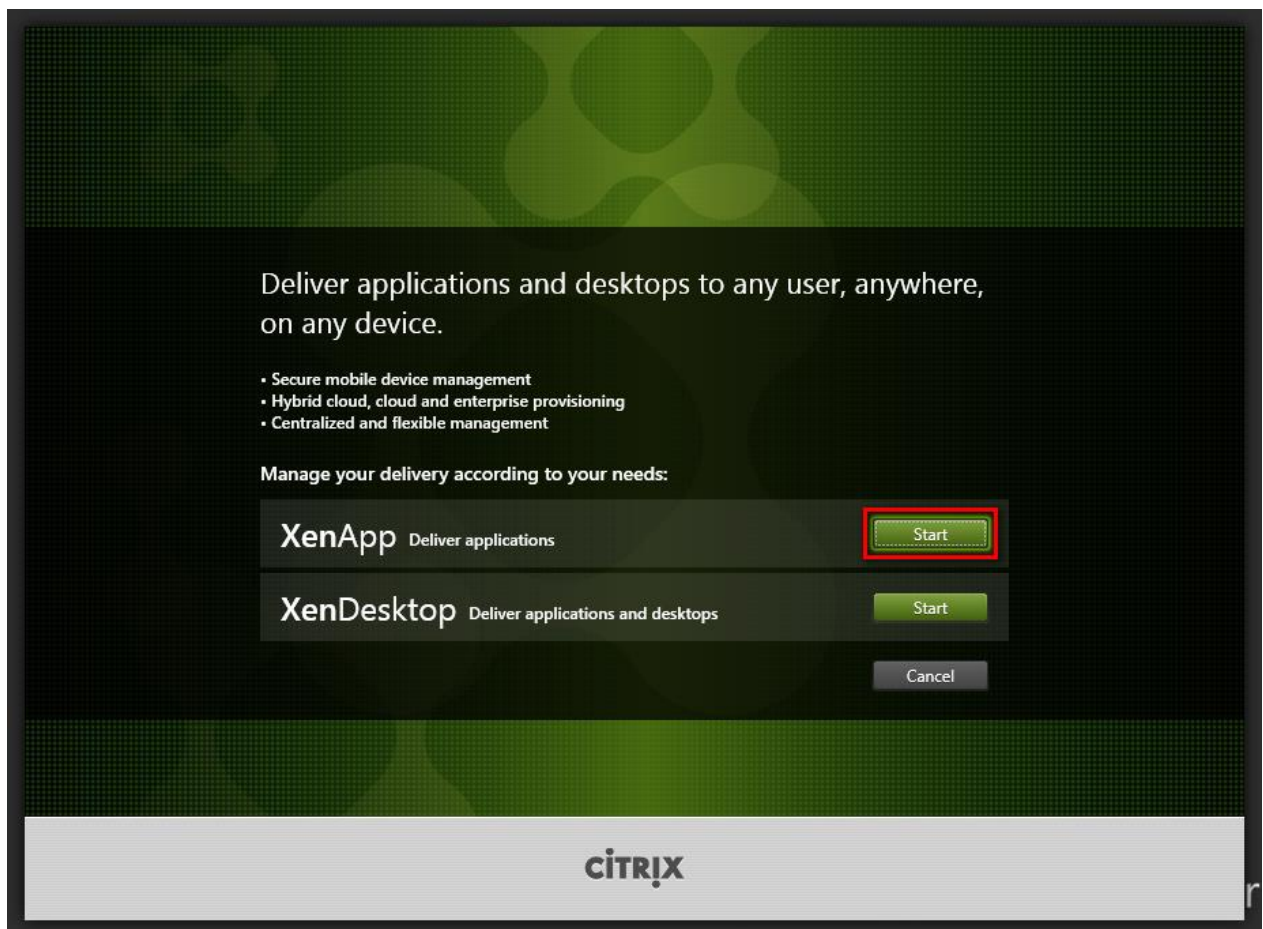 Deliver applications and desktops to any user, anywhere,
on any device.
• Secure mobile device management
• Hybrid cloud, cloud and enterprise provisioning
• Centralized and flexible management
Manage your delivery according to your needs:
XenApp Deliver applications Start
XenDesktop Deliver applications and desktops Start
Cancel
CITRIX
r